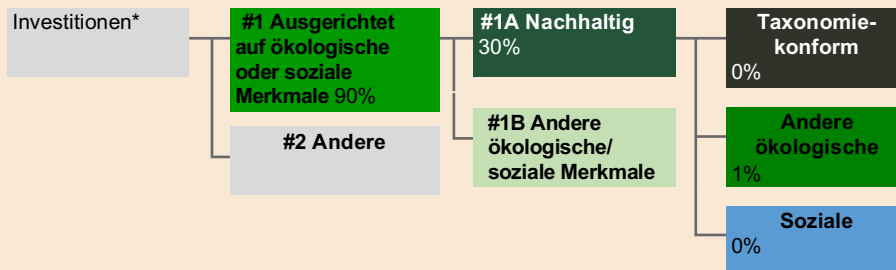 Investitionen*
#1 Ausgerichtet
auf ökologische
oder soziale
Merkmale 90%
#2 Andere
#1A Nachhaltig
30%
#1B Andere
ökologische/
soziale Merkmale
Taxonomie-
konform
0%
Andere
ökologische
1%
Soziale
0%